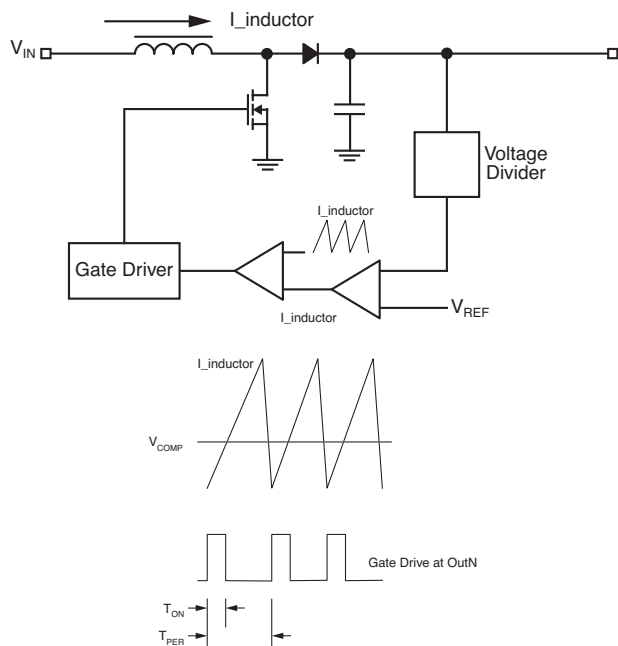 I_inductor
V_IN
Voltage
Divider
I_inductor
Gate Driver
I_inductor
V_REF
I_inductor
V_COMP
Gate Drive at OutN
T_ON
T_PER